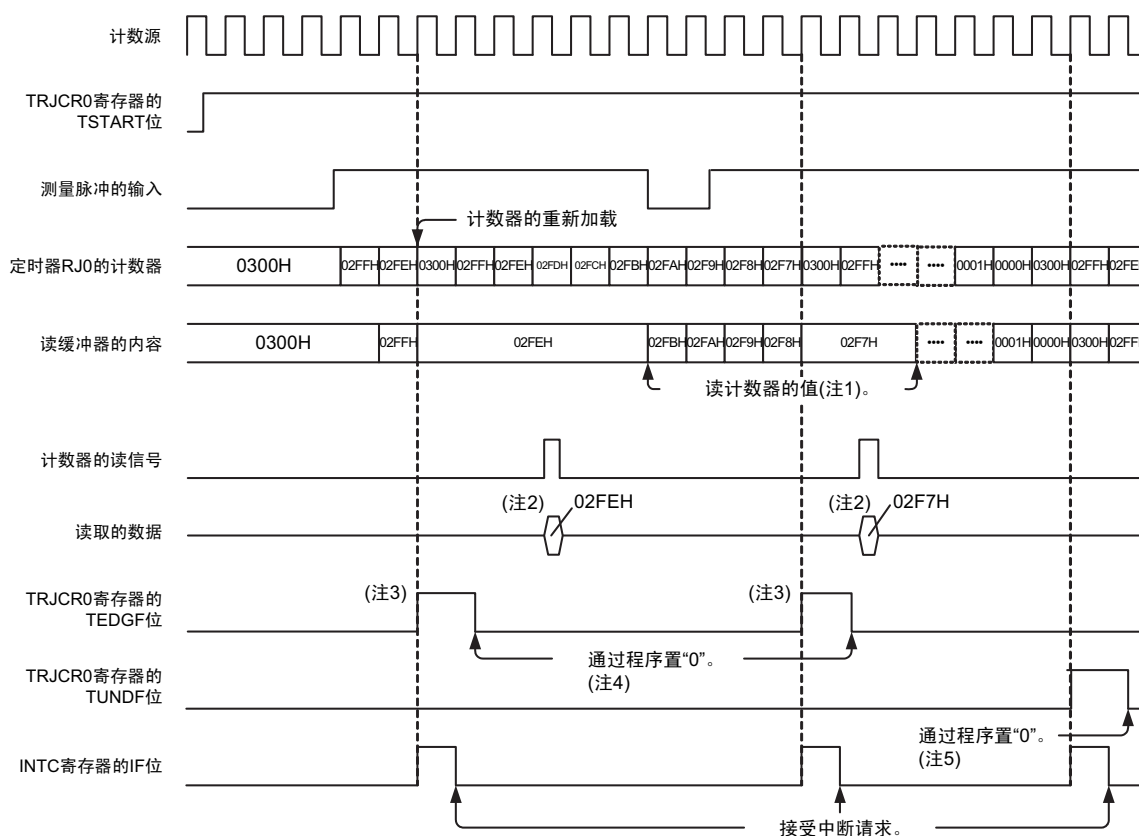 计数源
TRJCR0寄存器的
TSTART位
测量脉冲的输入
计数器的重新加载
定时器RJ0的计数器
0300H 02FFH 02FEH 0300H 02FFH 02FEH 02FDH 02FCH 02FBH 02FAH 02F9H 02F8H 02F7H 0300H 02FFH •••• •••• 0001H 0000H 0300H 02FFH 02FE
读缓冲器的内容
0300H 02FFH 02FEH 02FBH 02FAH 02F9H 02F8H 02F7H •••• •••• 0001H 0000H 0300H 02FF
读计数器的值(注1)。
计数器的读信号
(注2) 02FEH (注2) 02F7H
读取的数据
TRJCR0寄存器的
TEDGF位
(注3) (注3)
通过程序置“0”。
(注4)
TRJCR0寄存器的
TUNDF位
通过程序置“0”。
(注5)
INTC寄存器的IF位
接受中断请求。